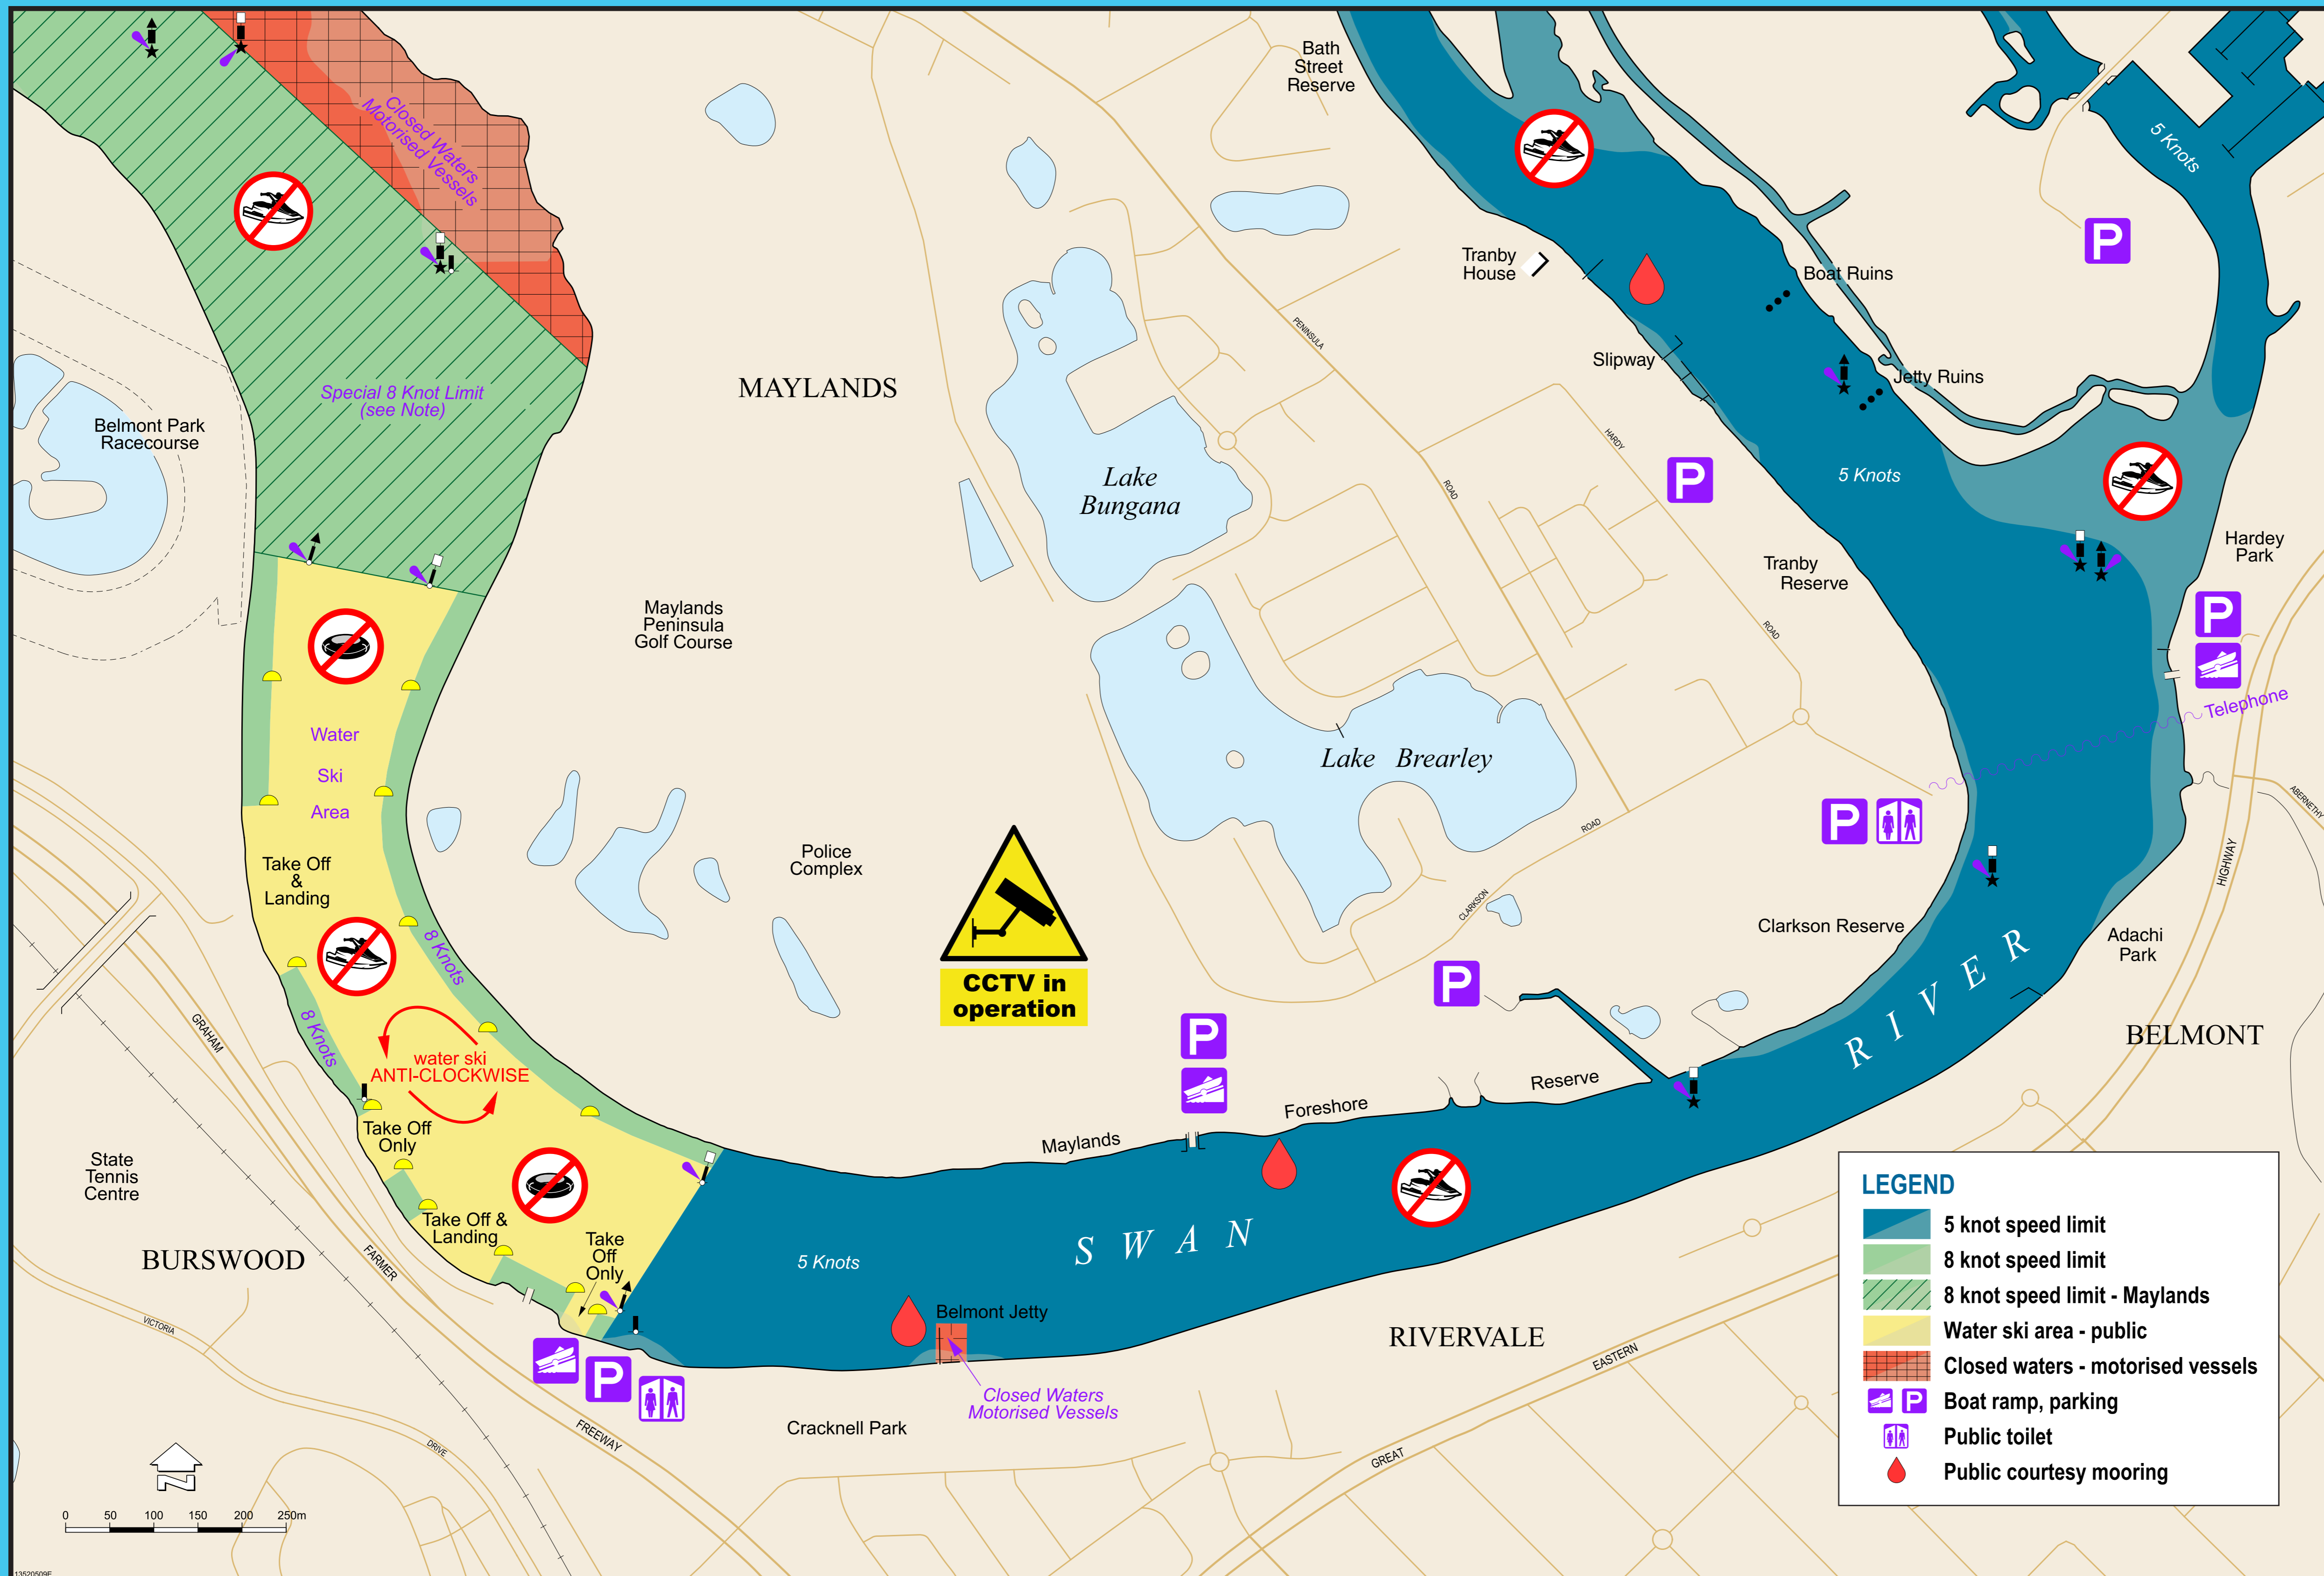 Bath
Street
Reserve
5 Knots
Closed Waters
Motorised Vessels
P
Tranby
House
Boat Ruins
PENINSULA
Slipway
Jetty Ruins
MAYLANDS
Special 8 Knot Limit
(see Note)
Belmont Park
Racecourse
HARDY
Lake
Bungana
ROAD
P
5 Knots
Hardey
Park
Tranby
Reserve
P
Maylands
Peninsula
Golf Course
ROAD
Telephone
Water
Ski
Area
Lake Brearley
ABERNETHY
P
ROAD
Take Off
&
Landing
Police
Complex
HIGHWAY
CLARKSON
Clarkson Reserve
Adachi
Park
8 Knots
CCTV in
operation
P
RIVER
8 Knots
GRAHAM
P
BELMONT
water ski
ANTI-CLOCKWISE
Reserve
Foreshore
Maylands
Take Off
Only
State
Tennis
Centre
Take Off &
Landing
Take
Off
Only
SWAN
BURSWOOD
FARMER
5 Knots
Belmont Jetty
VICTORIA
RIVERVALE
EASTERN
P
Closed Waters
Motorised Vessels
Cracknell Park
FREEWAY
DRIVE
GREAT
LEGEND
5 knot speed limit
8 knot speed limit
8 knot speed limit - Maylands
Water ski area - public
Closed waters - motorised vessels
P Boat ramp, parking
Public toilet
Public courtesy mooring
N
0 50 100 150 200 250m
13520509E